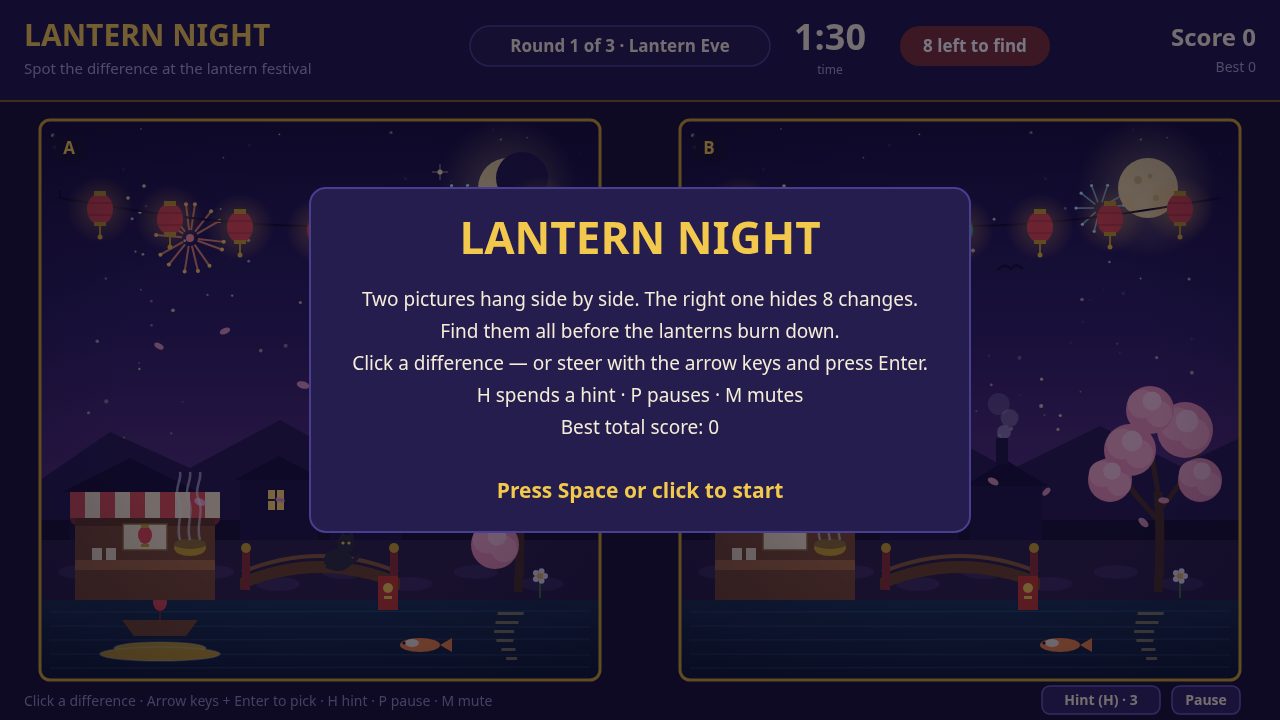 LANTERN NIGHT
Spot the difference at the lantern festival
Round 1 of 3 · Lantern Eve
1:30
time
8 left to find
Score 0
Best 0
A
B
LANTERN NIGHT
Two pictures hang side by side. The right one hides 8 changes.
Find them all before the lanterns burn down.
Click a difference — or steer with the arrow keys and press Enter.
H spends a hint · P pauses · M mutes
Best total score: 0
Press Space or click to start
Click a difference · Arrow keys + Enter to pick · H hint · P pause · M mute
Hint (H) · 3
Pause